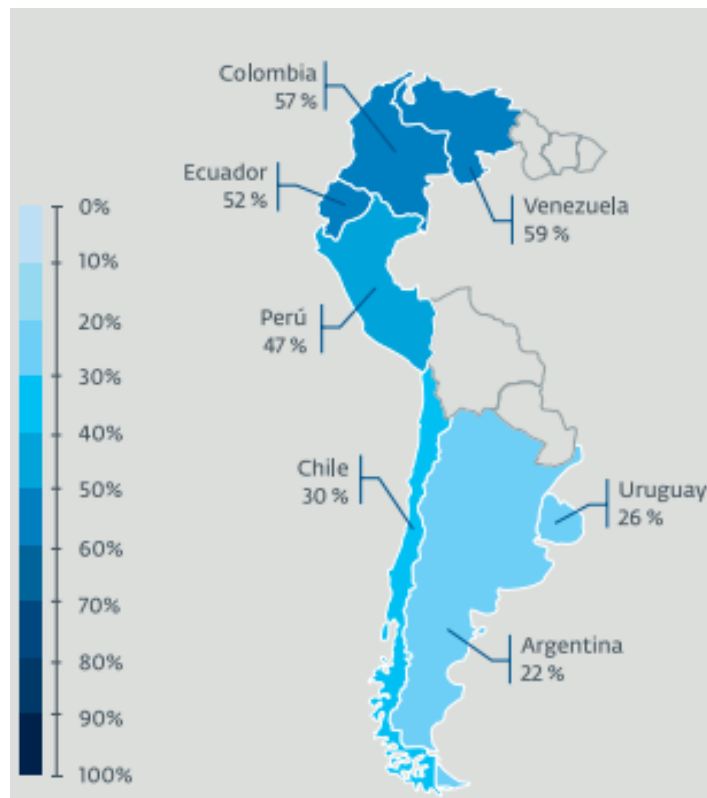 Colombia
57 %
Ecuador
52 %
Venezuela
59 %
Perú
47 %
Chile
30 %
Uruguay
26 %
Argentina
22 %
0%
10%
20%
30%
40%
50%
60%
70%
80%
90%
100%